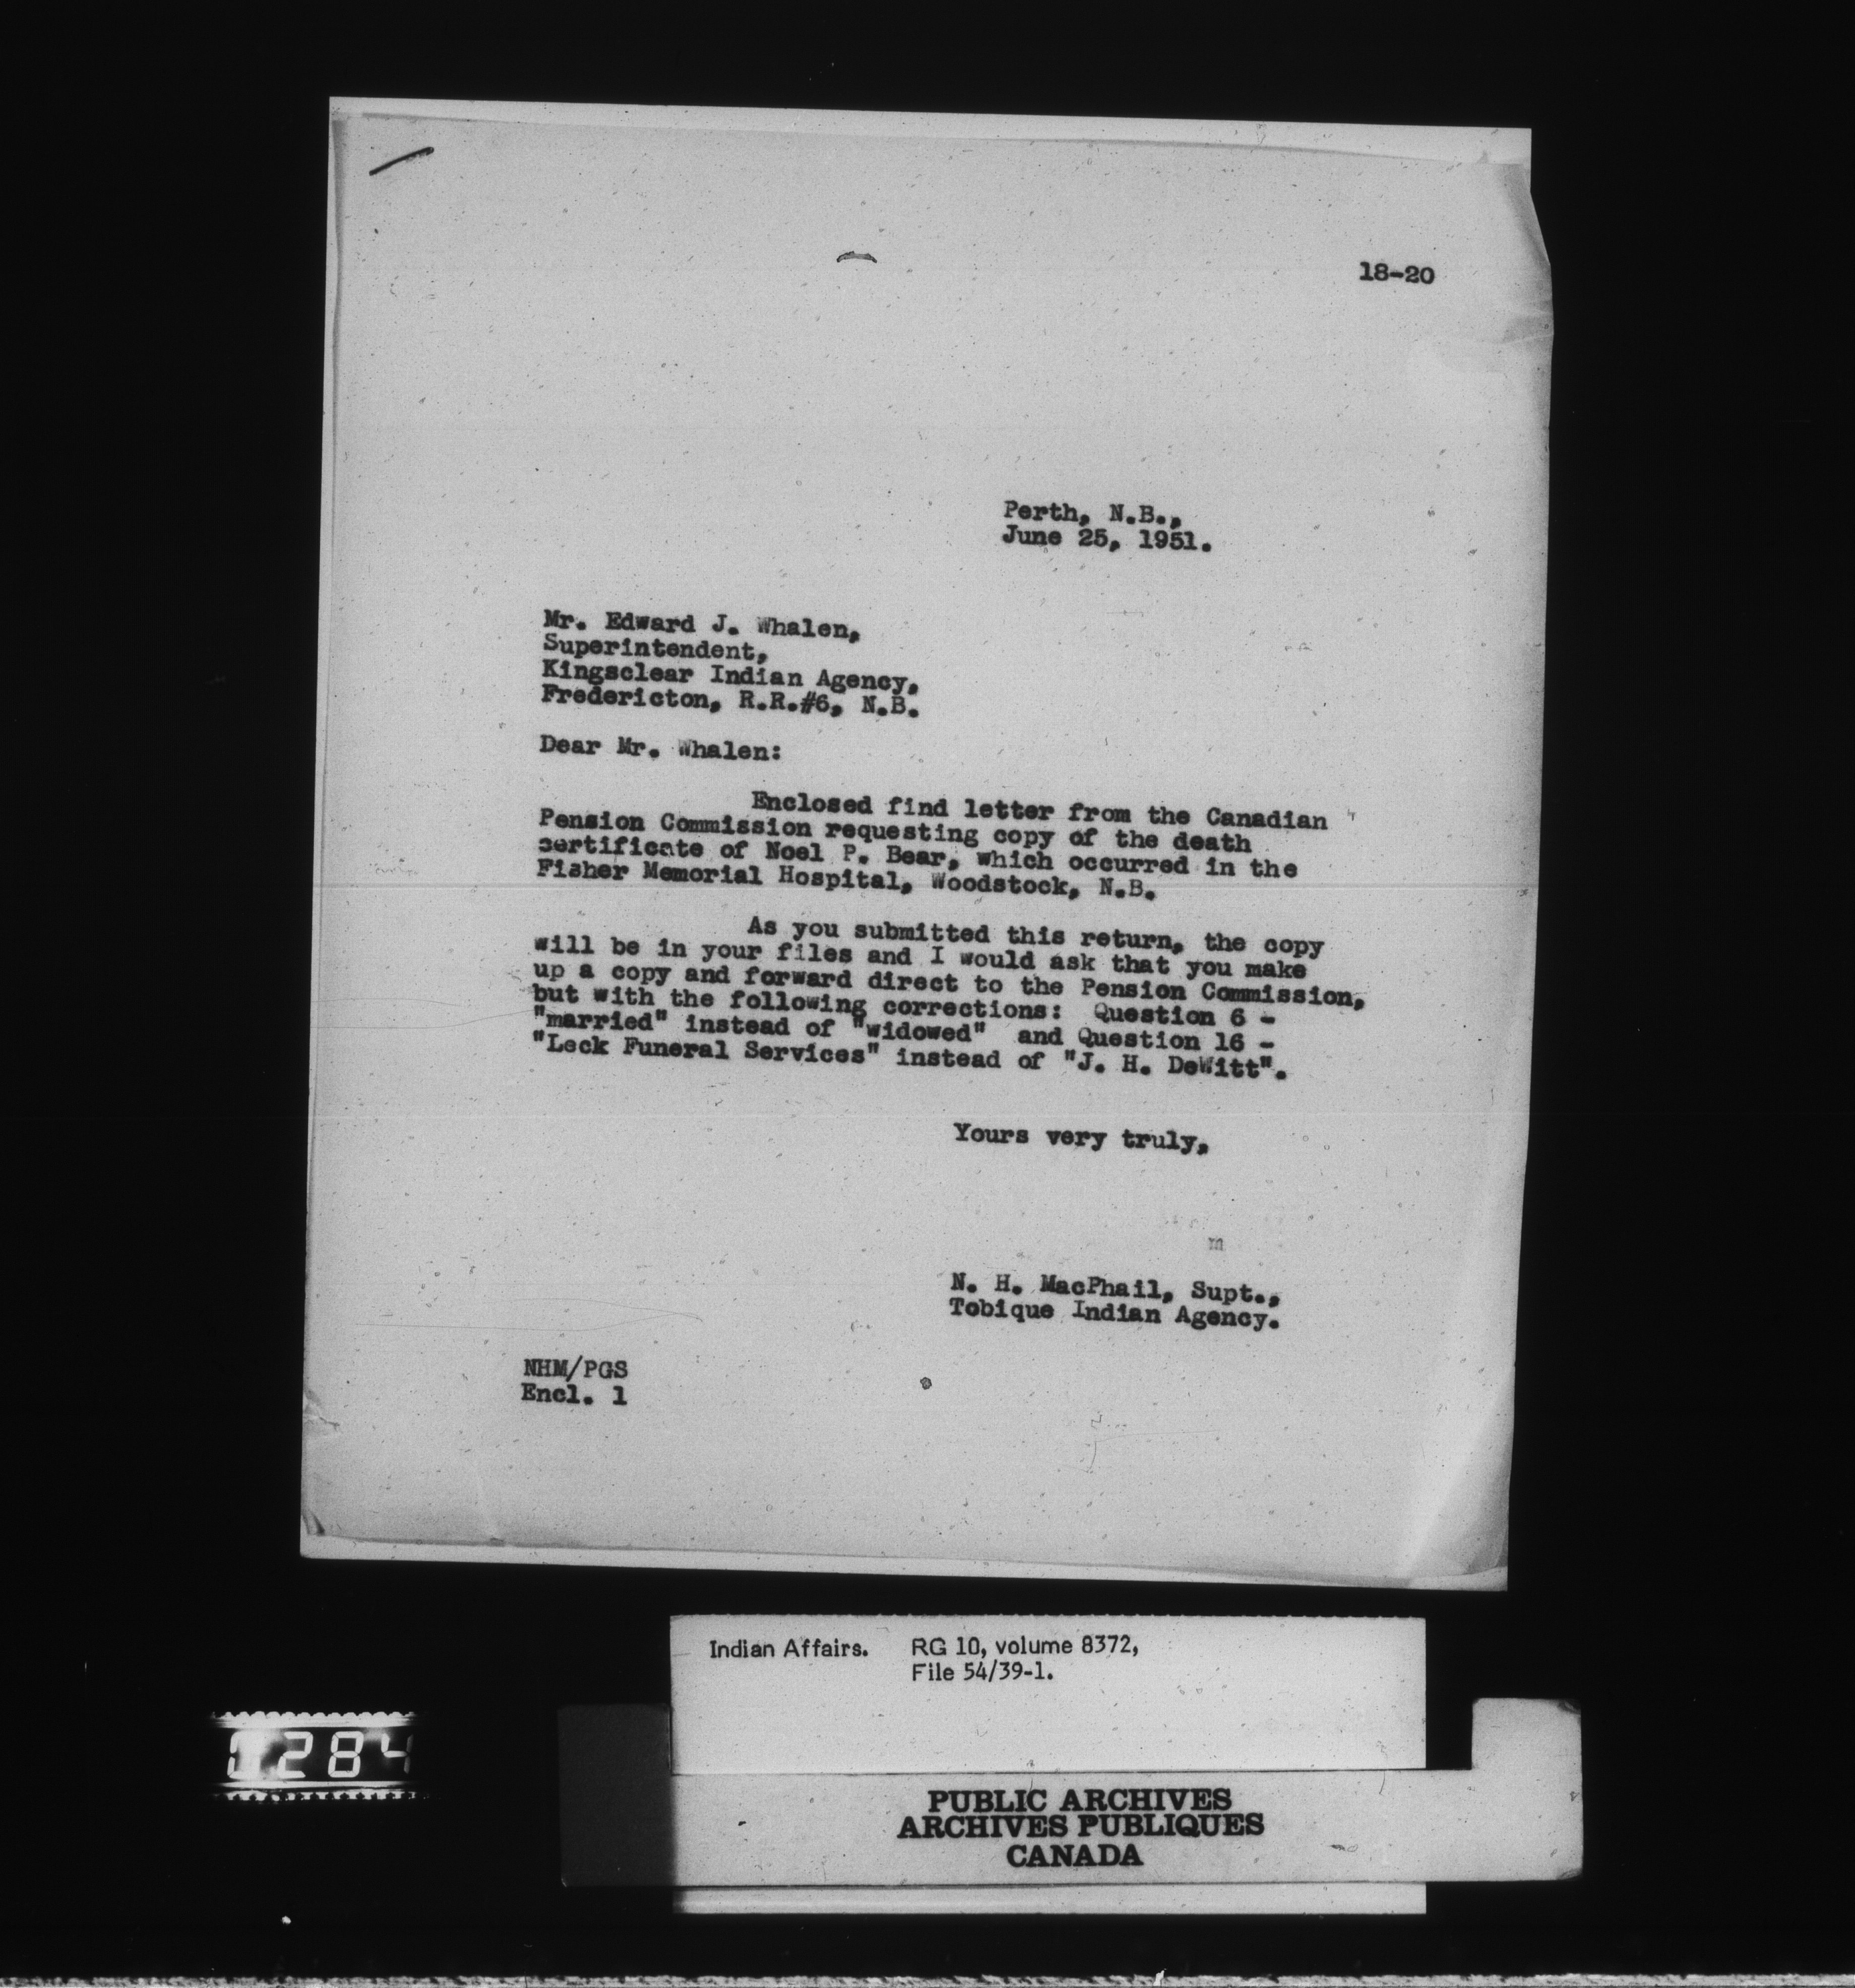 18-20
Perth, N.B.,
June 25, 1951.
Mr. Edward J. Whalen,
Superintendent,
Kingsclear Indian Agency,
Fredericton, R.R.#6, N.B.
Dear Mr. Whalen:
Enclosed find letter from the Canadian
Pension Commission requesting copy of the death
certificate of Noel P. Bear, which occurred in the
Fisher Memorial Hospital, Woodstock, N.B.
As you submitted this return, the copy
will be in your files and I would ask that you make
up a copy and forward direct to the Pension Commission,
but with the following corrections: Question 6 -
"married" instead of "widowed" and Question 16 -
"Leck Funeral Services" instead of "J. H. DeWitt".
Yours very truly,
m
N. H. MacPhail, Supt.,
Tobique Indian Agency.
NHM/PGS
Encl. 1
Indian Affairs. RG 10, volume 8372,
File 54/39-1.
284
PUBLIC ARCHIVES
ARCHIVES PUBLIQUES
CANADA